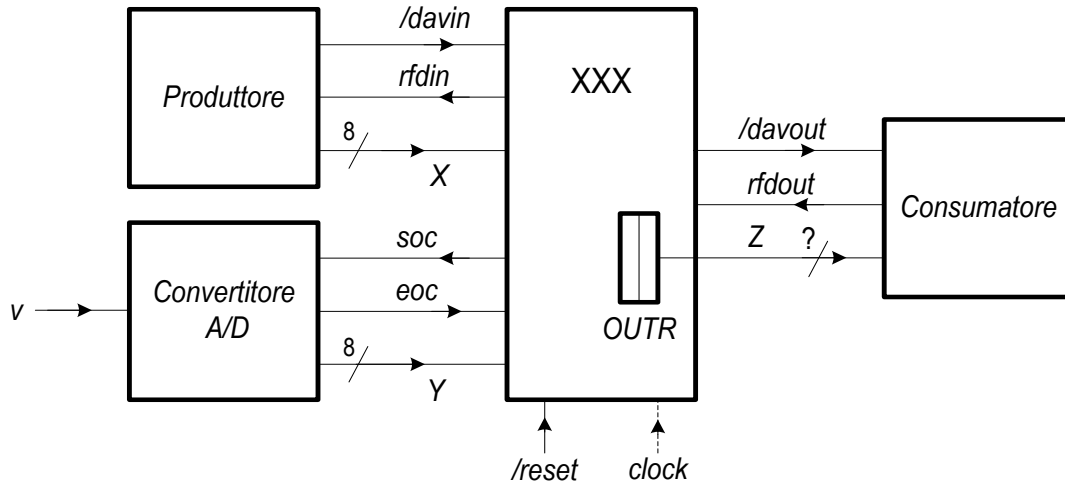 Produttore
/davin
rfdin
8
X
Convertitore
A/D
v
soc
eoc
8
Y
XXX
OUTR
/reset
clock
/davout
rfdout
Z ?
Consumatore